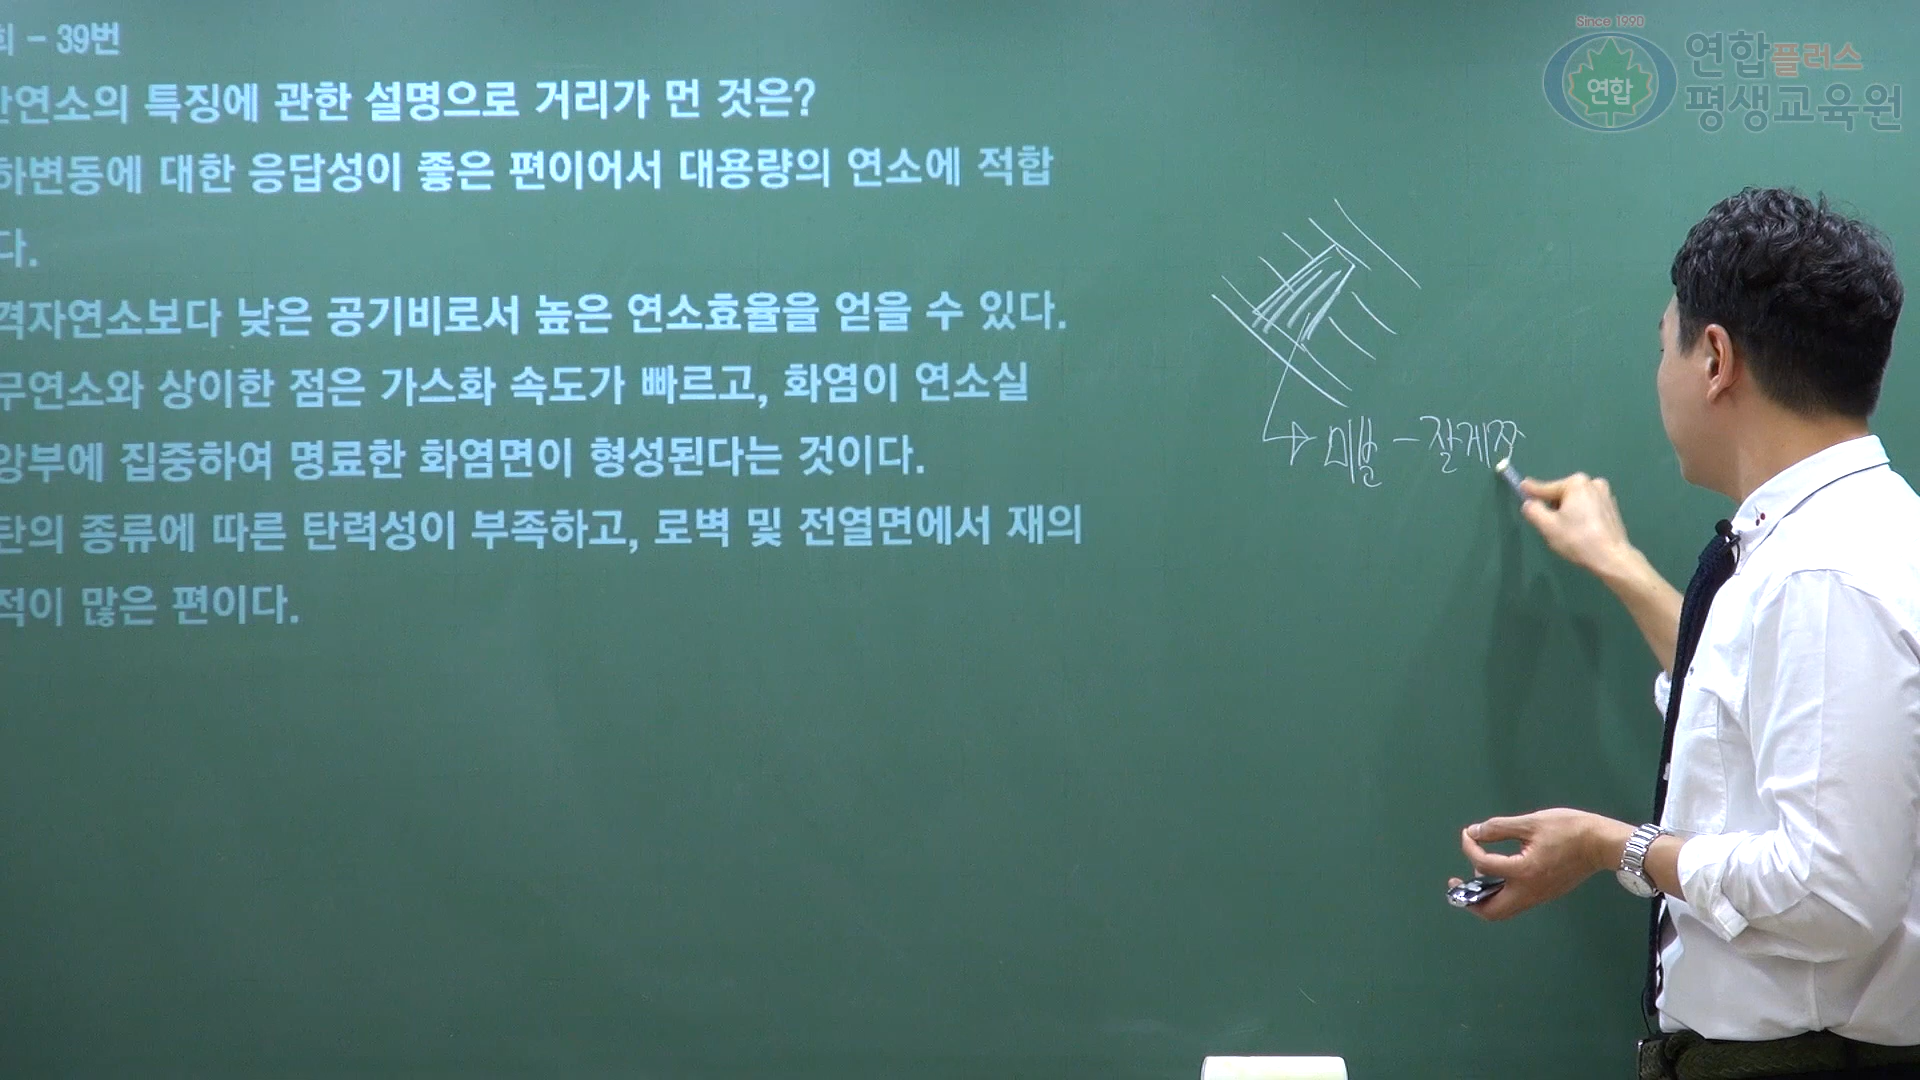 회 – 39번
탄연소의 특징에 관한 설명으로 거리가 먼 것은?
하변동에 대한 응답성이 좋은 편이어서 대용량의 연소에 적합
다.
격자연소보다 낮은 공기비로서 높은 연소효율을 얻을 수 있다.
무연소와 상이한 점은 가스화 속도가 빠르고, 화염이 연소실
앙부에 집중하여 명료한 화염면이 형성된다는 것이다.
탄의 종류에 따른 탄력성이 부족하고, 로벽 및 전열면에서 재의
적이 많은 편이다.
미분 – 잘게
Since 1990
연합
연합플러스
평생교육원